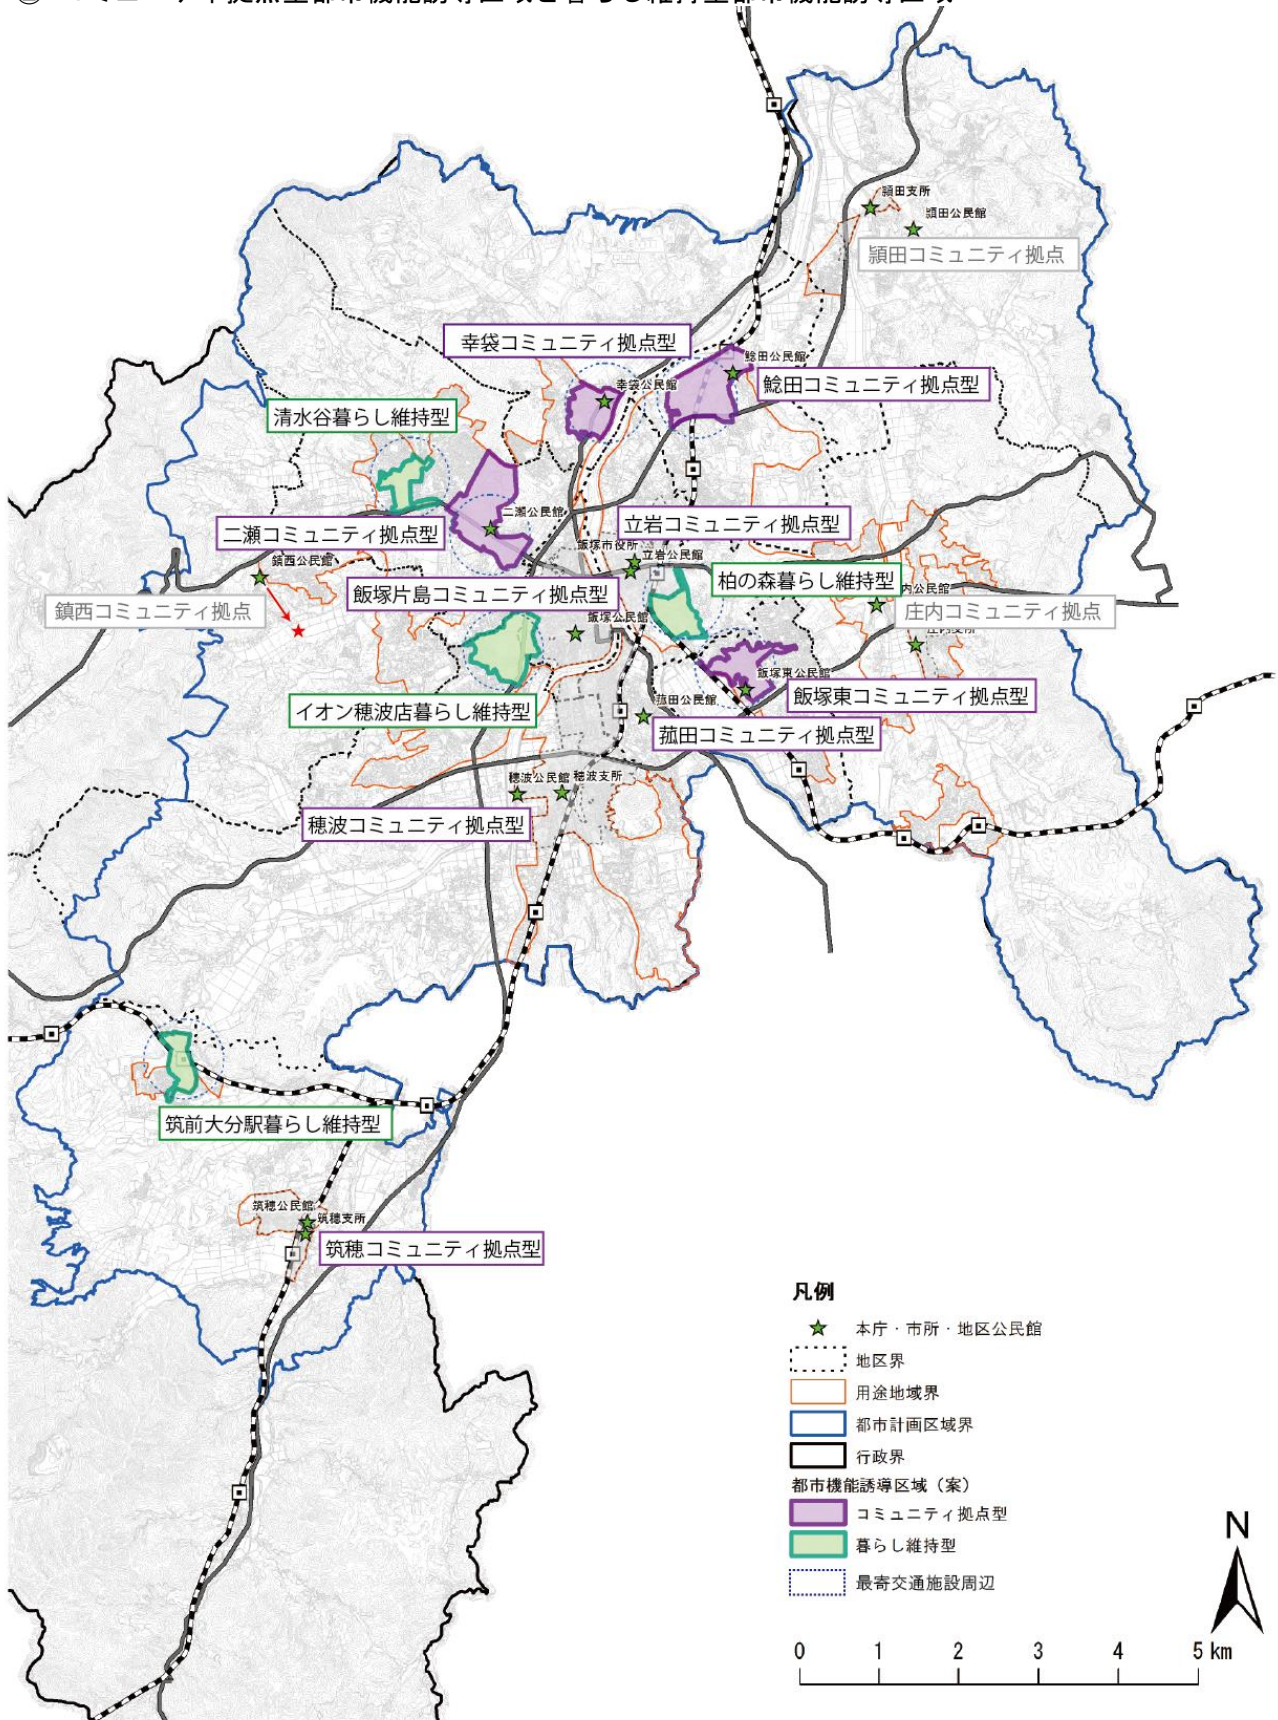 頴田支所
頴田公民館
頴田コミュニティ拠点
幸袋コミュニティ拠点型
鯰田公民館
幸袋公民館
鯰田コミュニティ拠点型
清水谷暮らし維持型
二瀬公民館
立岩コミュニティ拠点型
二瀬コミュニティ拠点型
飯塚市役所
立岩公民館
鎮西公民館
柏の森暮らし維持型
飯塚片島コミュニティ拠点型
内公民館
鎮西コミュニティ拠点
庄内コミュニティ拠点
飯塚公民館
飯塚東公民館
飯塚東コミュニティ拠点型
イオン穂波店暮らし維持型
菰田公民館
菰田コミュニティ拠点型
穂波公民館
穂波支所
穂波コミュニティ拠点型
筑前大分駅暮らし維持型
筑穂公民館
筑穂支所
筑穂コミュニティ拠点型
凡例
本庁・市所・地区公民館
地区界
用途地域界
都市計画区域界
行政界
都市機能誘導区域（案）
コミュニティ拠点型
暮らし維持型
最寄交通施設周辺
N
0 1 2 3 4 5 km